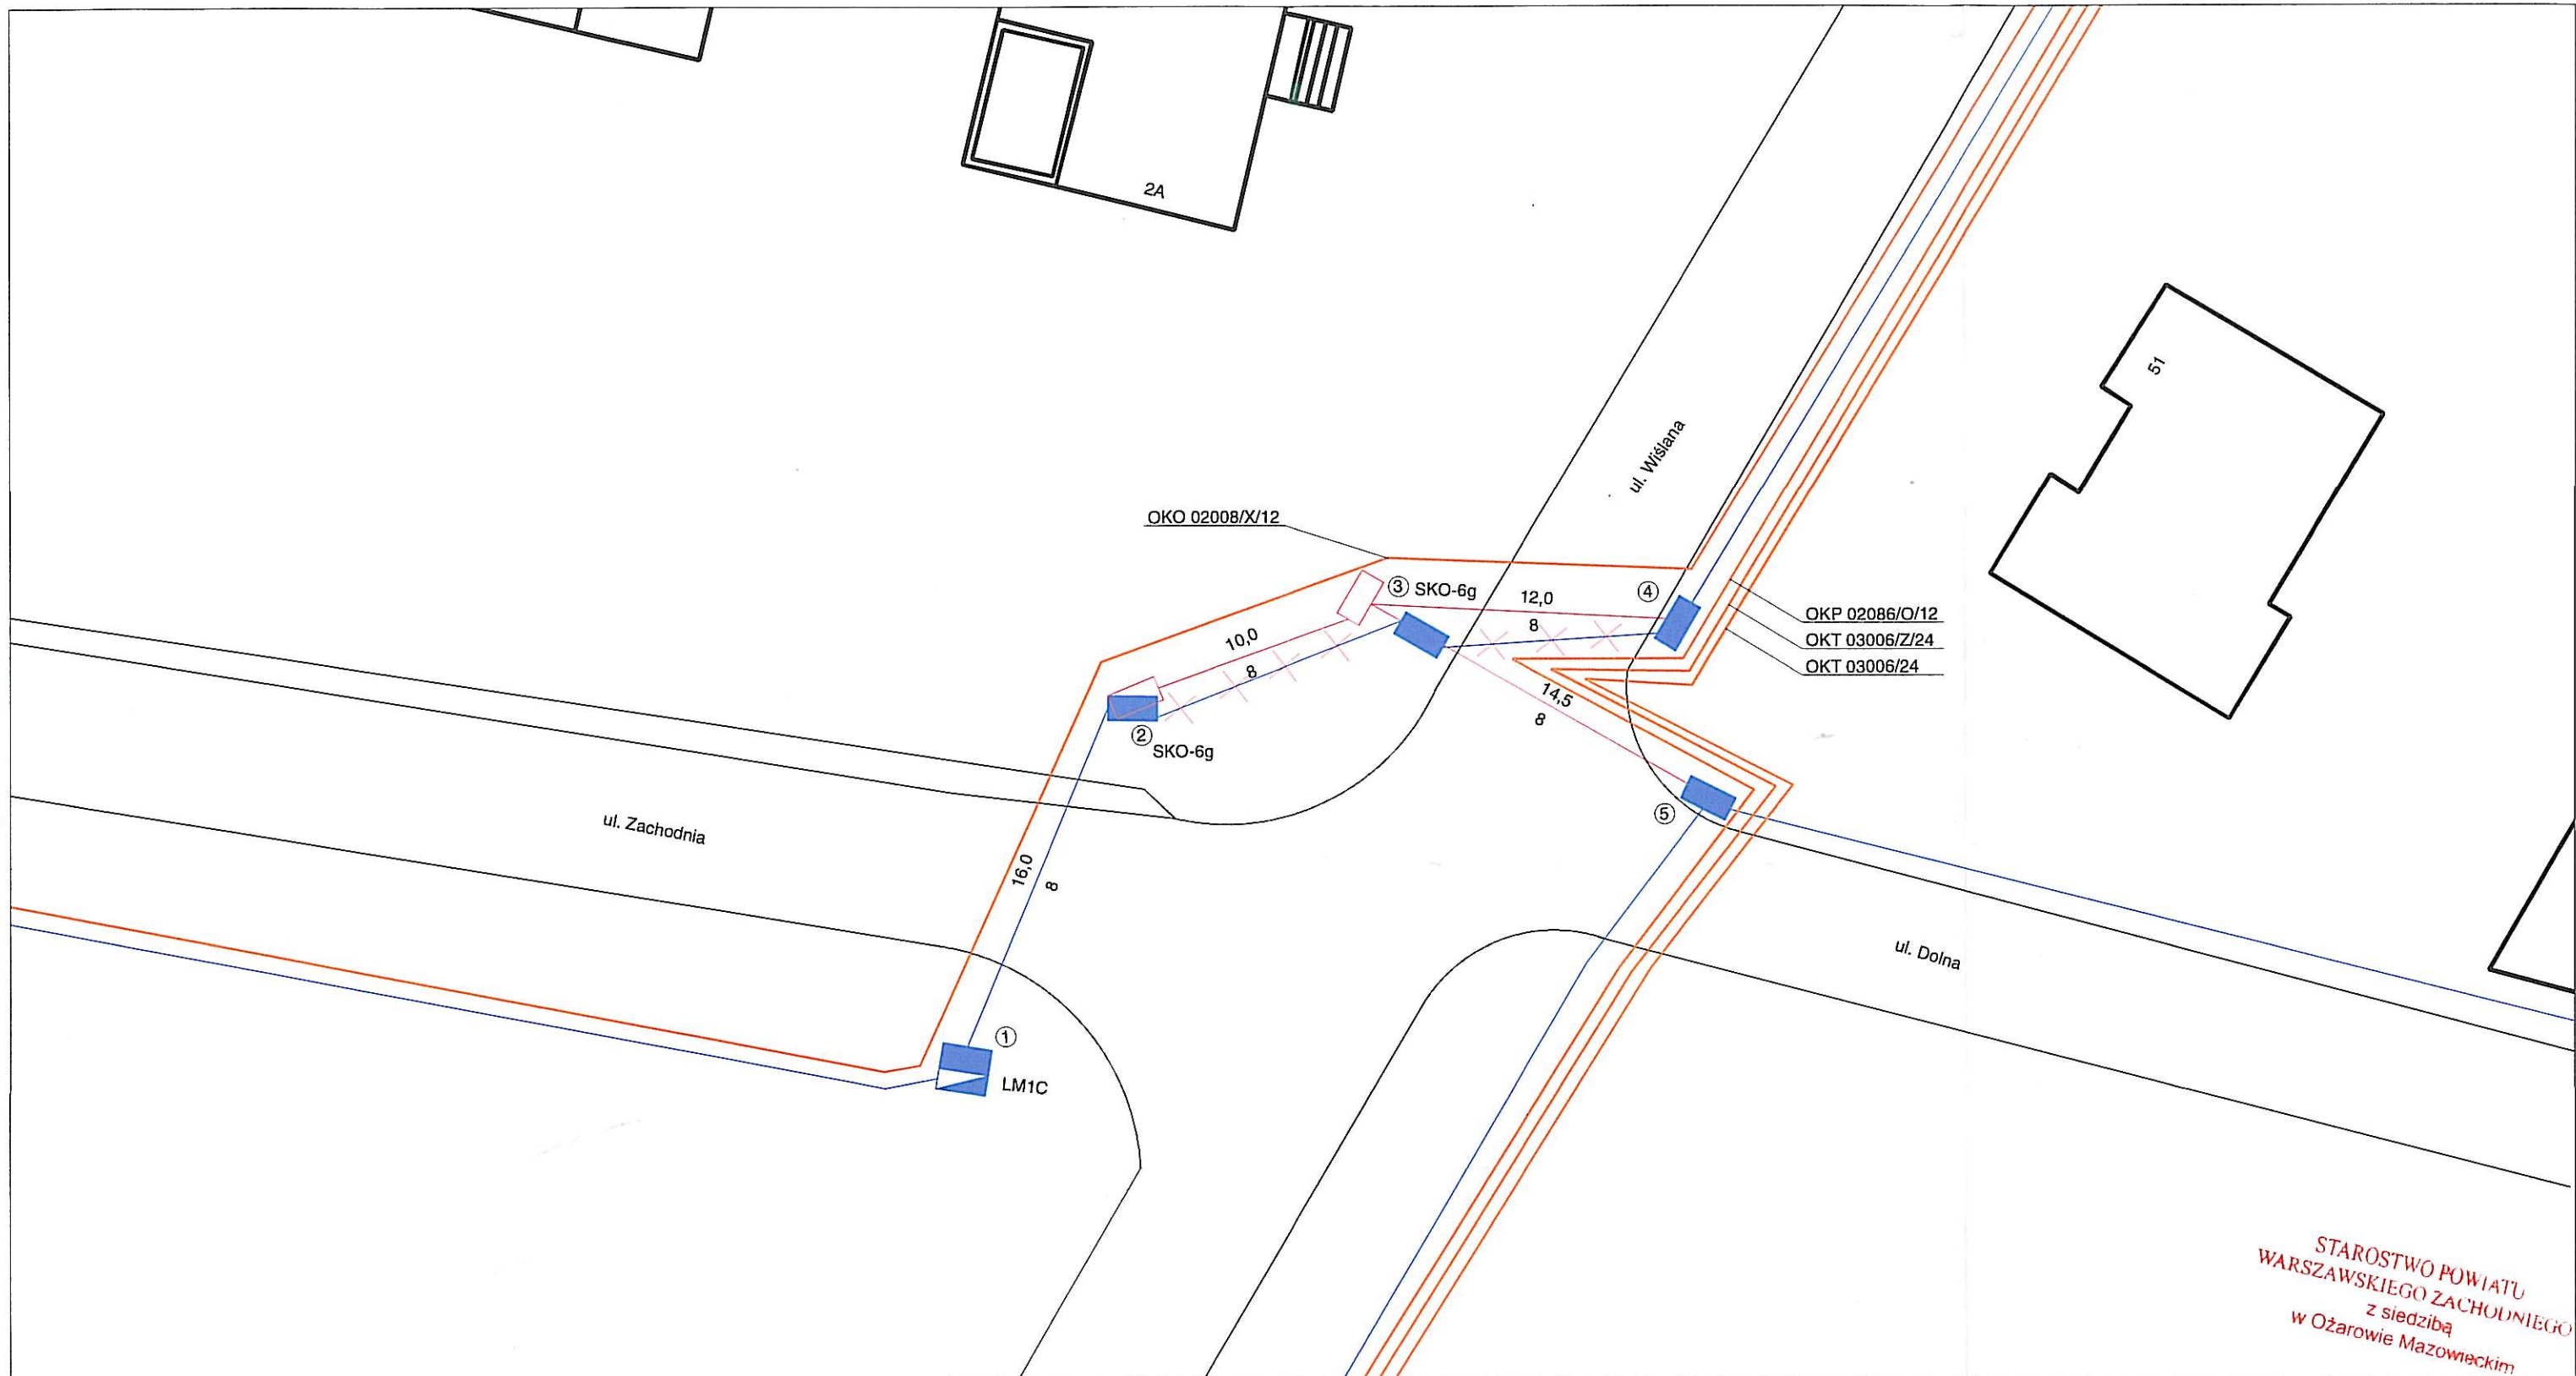 2A
51
ul. Wiślana
OKO 02008/X/12
③ SKO-6g
④
12,0
8
OKP 02086/O/12
OKT 03006/Z/24
OKT 03006/24
10,0
8
14,5
8
②
SKO-6g
⑤
ul. Zachodnia
16,0
8
ul. Dolna
①
LM1C
STAROSTWO POWIATU
WARSZAWSKIEGO ZACHODNIEGO
z siedzibą
w Ożarowie Mazowieckim